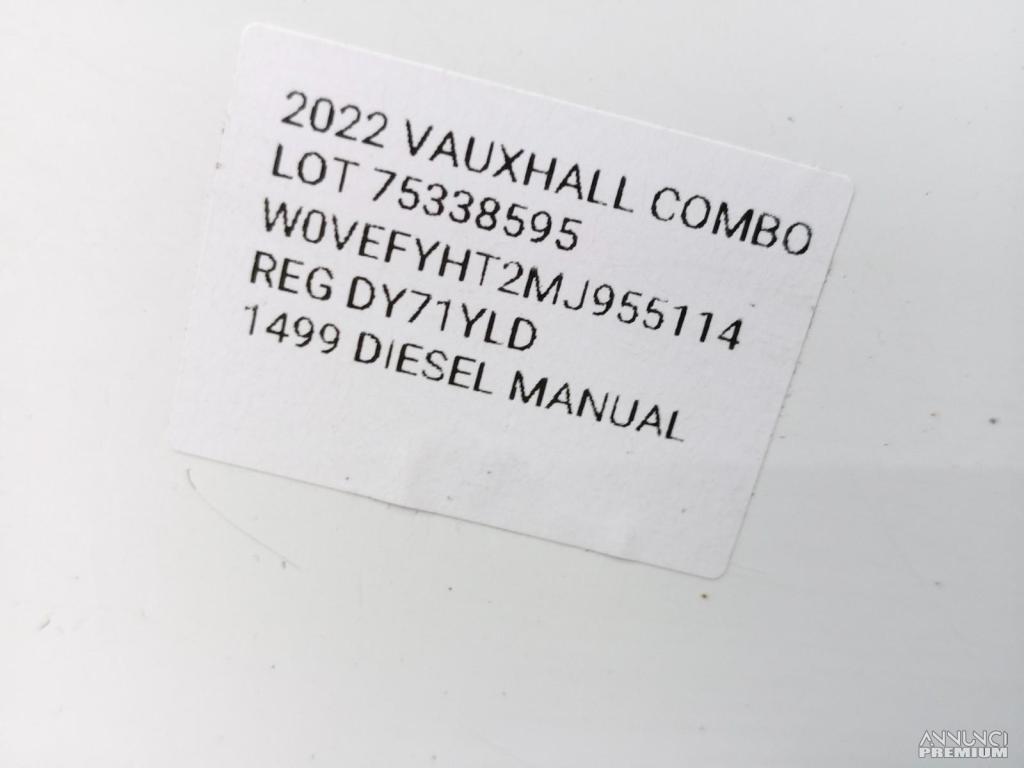 2022 VAUXHALL COMBO
LOT 75338595
W0VEFYHT2MJ955114
REG DY71YLD
1499 DIESEL MANUAL
ANNUNCI
PREMIUM